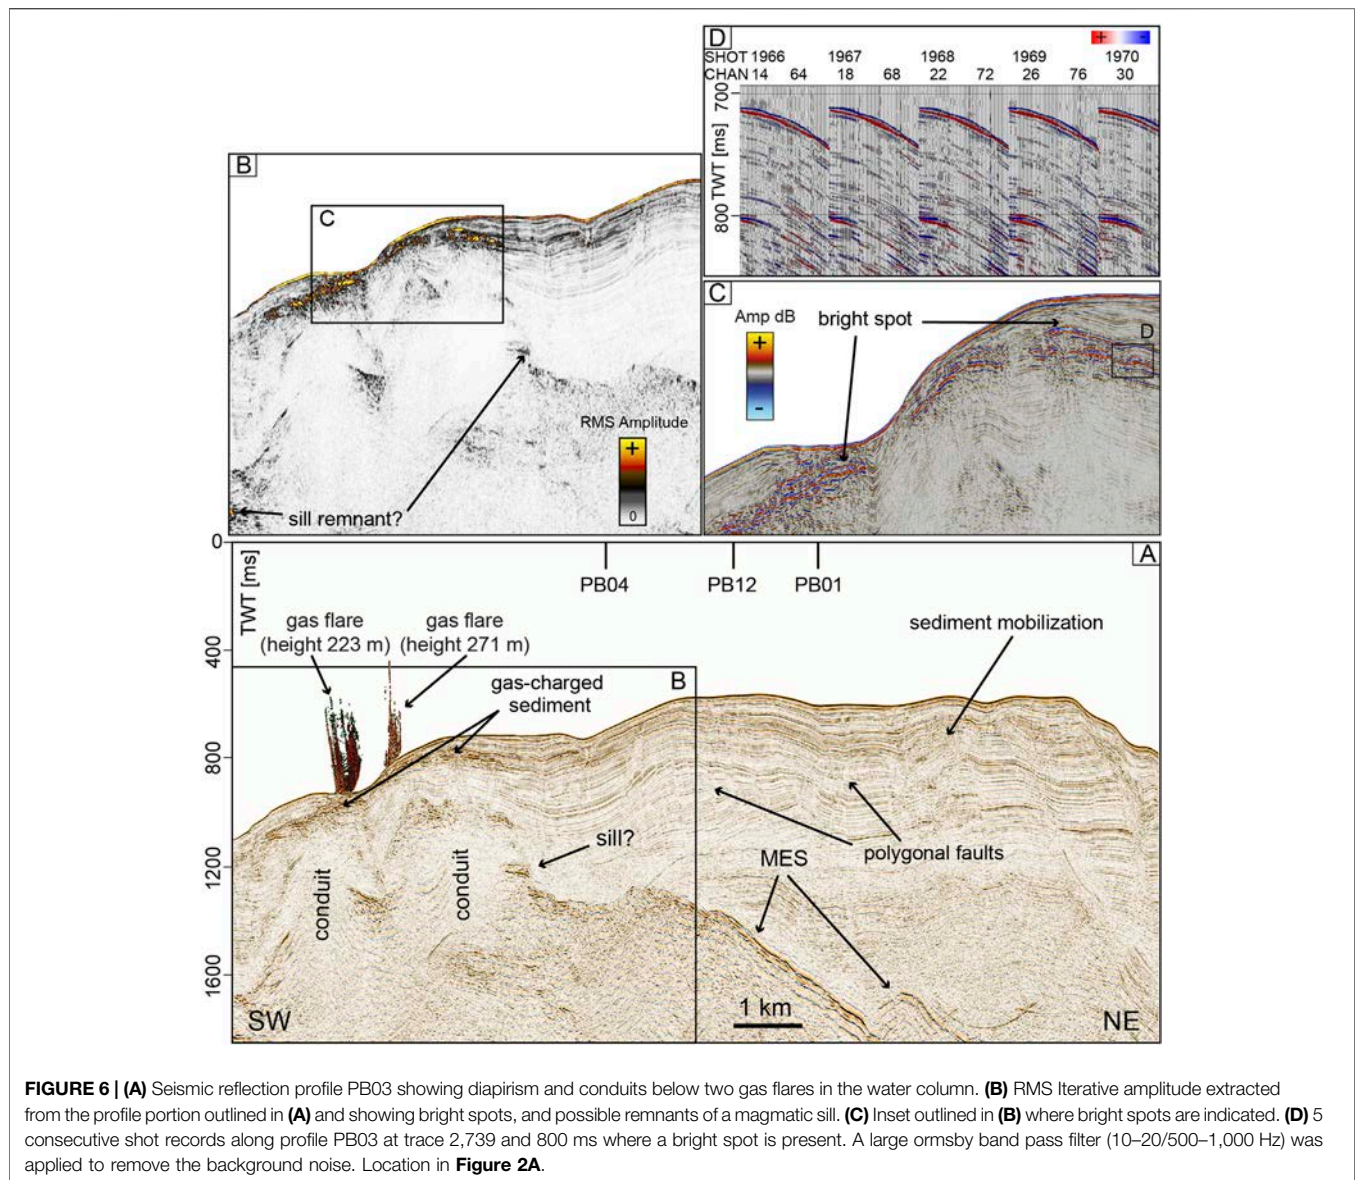 D
+ -
SHOT 1966 1967 1968 1969 1970
CHAN 14 64 18 68 22 72 26 76 30
700
TWT [ms]
800
B
C
RMS Amplitude
+
0
sill remnant?
C
Amp dB
+
-
bright spot
D
A
0
TWT [ms]
400
800
1200
1600
PB04 PB12 PB01
gas flare
(height 223 m)
gas flare
(height 271 m)
gas-charged
sediment
B
sediment mobilization
sill?
MES
polygonal faults
conduit
conduit
1 km
SW
NE
FIGURE 6 | (A) Seismic reflection profile PB03 showing diapirism and conduits below two gas flares in the water column. (B) RMS Iterative amplitude extracted
from the profile portion outlined in (A) and showing bright spots, and possible remnants of a magmatic sill. (C) Inset outlined in (B) where bright spots are indicated. (D) 5
consecutive shot records along profile PB03 at trace 2,739 and 800 ms where a bright spot is present. A large ormsby band pass filter (10–20/500–1,000 Hz) was
applied to remove the background noise. Location in Figure 2A.